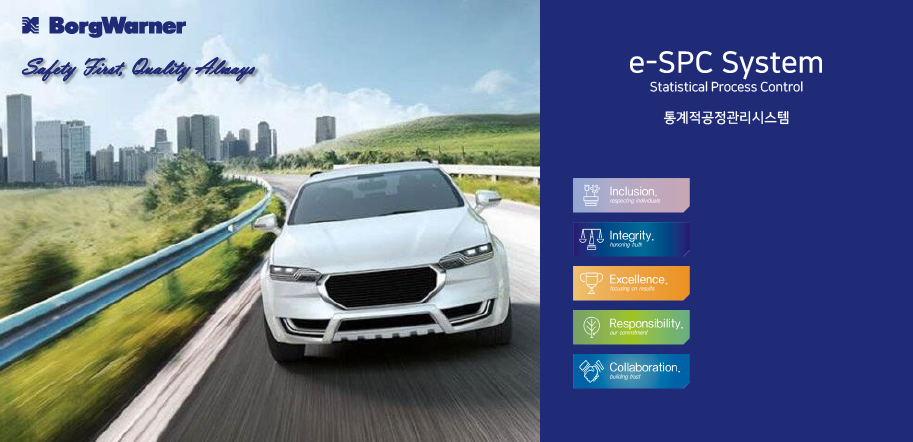 BorgWarner
Safety First, Quality Always
e-SPC System
Statistical Process Control
통계적공정관리시스템
Inclusion.
respecting individuals
Integrity.
honoring truth
Excellence.
focusing on results
Responsibility.
our commitment
Collaboration.
building trust